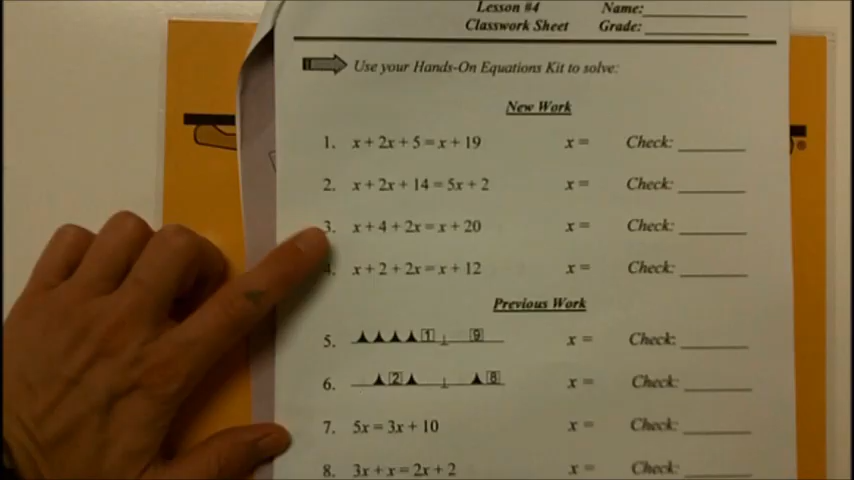 Lesson #4 Name:
Classwork Sheet Grade:
Use your Hands-On Equations Kit to solve:
New Work
1. x + 2x + 5 = x + 19 x = Check:
2. x + 2x + 14 = 5x + 2 x = Check:
3. x + 4 + 2x = x + 20 x = Check:
4. x + 2 + 2x = x + 12 x = Check:
Previous Work
5. 1 9 x = Check:
6. 2 8 x = Check:
7. 5x = 3x + 10 x = Check:
8. 3x + x = 2x + 2 x = Check:
®